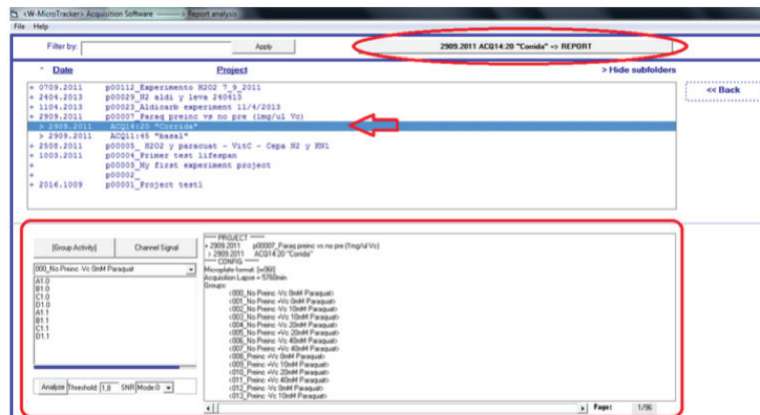 <W-MicroTracker> Acquisition Software --------> Report analysis
File Help
Filter by: Apply 2909.2011 ACQ14:20 "Corrida" => REPORT
* Date Project > Hide subfolders
<< Back
+ 0709.2011 p00112_Experimento H2O2 7_9_2011
+ 2404.2013 p00029_N2 aldi y leva 240413
+ 1104.2013 p00023_Aldicarb experiment 11/4/2013
+ 2909.2011 p00007_Paraq preinc vs no pre (1mg/ul Vc)
> 2909.2011 ACQ14:20 "Corrida"
> 2909.2011 ACQ11:45 "basal"
+ 2508.2011 p00005_ H2O2 y paracuat - VitC - Cepa N2 y RN1
+ 1003.2011 p00004_Primer test lifespan
+ p00003_My first experiment project
+ p00002_
+ 2016.1009 p00001_Project test1
[Group Activity] Channel Signal
000_No Preinc -Vc 0mM Paraquat
A1.0
B1.0
C1.0
D1.0
A1.1
B1.1
C1.1
D1.1
Analyze Threshold: 1,8 SNR Mode:0
***** PROJECT *****
+ 2909.2011 p00007_Paraq preinc vs no pre (1mg/ul Vc)
> 2909.2011 ACQ14:20 "Corrida"
***** CONFIG *****
Microplate format: [w96l]
Acquisition Lapse = 5760min
Groups:
<000_No Preinc -Vc 0mM Paraquat>
<001_No Preinc +Vc 0mM Paraquat>
<002_No Preinc -Vc 10mM Paraquat>
<003_No Preinc +Vc 10mM Paraquat>
<004_No Preinc -Vc 20mM Paraquat>
<005_No Preinc +Vc 20mM Paraquat>
<006_No Preinc -Vc 40mM Paraquat>
<007_No Preinc +Vc 40mM Paraquat>
<008_Preinc +Vc 0mM Paraquat>
<009_Preinc +Vc 10mM Paraquat>
<010_Preinc +Vc 20mM Paraquat>
<011_Preinc +Vc 40mM Paraquat>
<012_Preinc -Vc 0mM Paraquat>
<013_Preinc -Vc 10mM Paraquat>
Page: 1/96